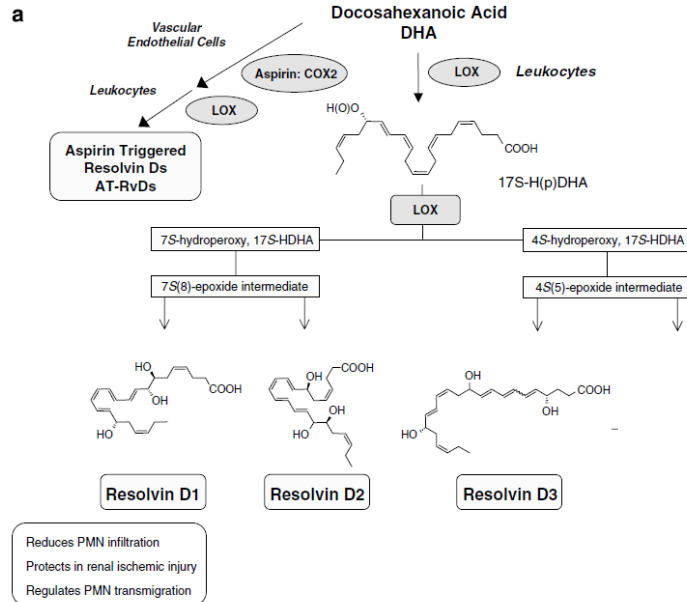 a
Docosahexanoic Acid
DHA
Vascular
Endothelial Cells
Aspirin: COX2
LOX
Leukocytes
Leukocytes
LOX
H(O)O
COOH
Aspirin Triggered
Resolvin Ds
AT-RvDs
17S-H(p)DHA
LOX
7S-hydroperoxy, 17S-HDHA
4S-hydroperoxy, 17S-HDHA
7S(8)-epoxide intermediate
4S(5)-epoxide intermediate
HO
COOH
OH
HO
OH
COOH
OH
HO
OH
COOH
OH
HO
Resolvin D1
Resolvin D2
Resolvin D3
Reduces PMN infiltration
Protects in renal ischemic injury
Regulates PMN transmigration